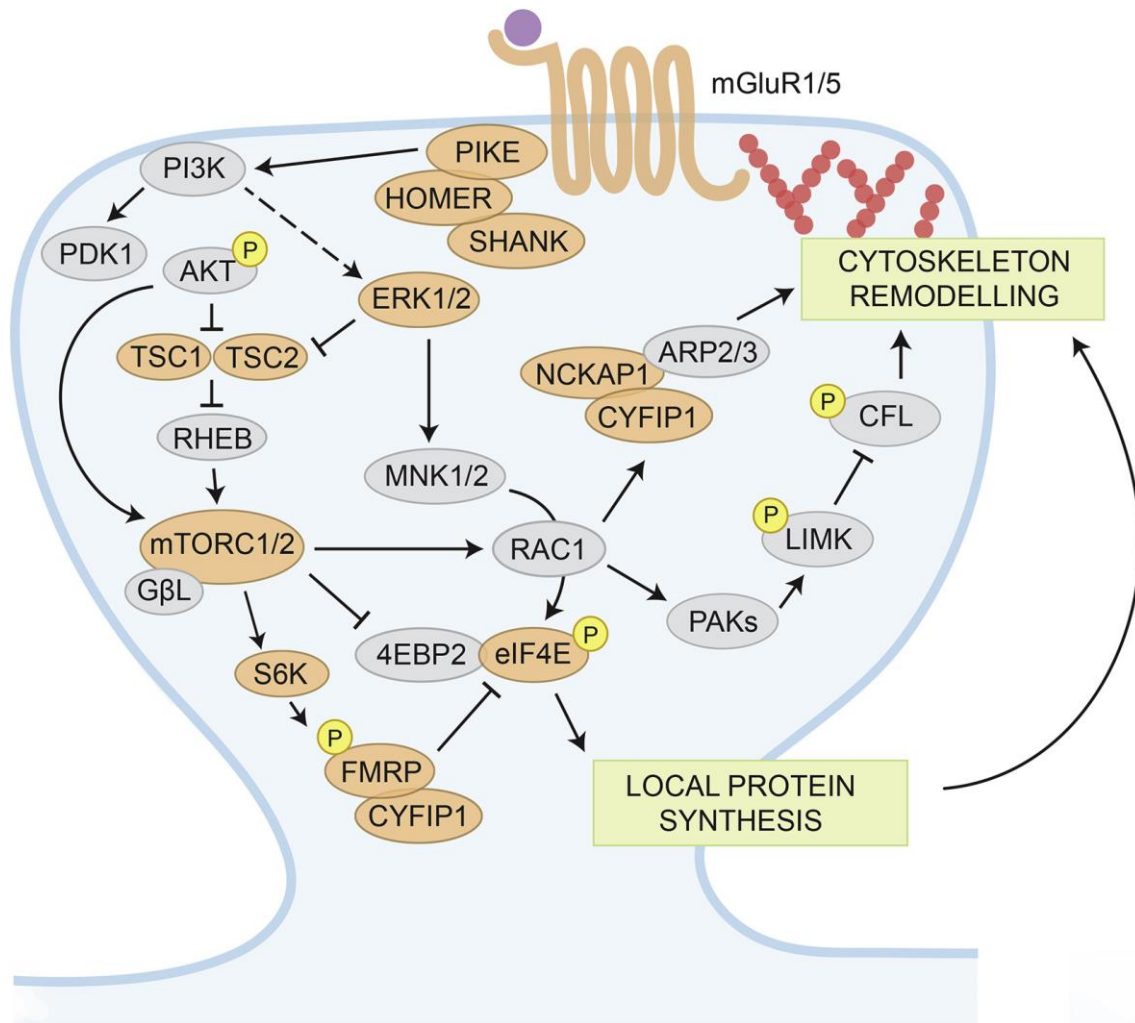 mGluR1/5
PIKE
PI3K
HOMER
SHANK
PDK1
P
AKT
CYTOSKELETON
REMODELLING
ERK1/2
TSC1
TSC2
ARP2/3
NCKAP1
CYFIP1
P
CFL
RHEB
MNK1/2
P
LIMK
mTORC1/2
RAC1
GβL
PAKs
P
4EBP2
eIF4E
S6K
P
FMRP
CYFIP1
LOCAL PROTEIN
SYNTHESIS